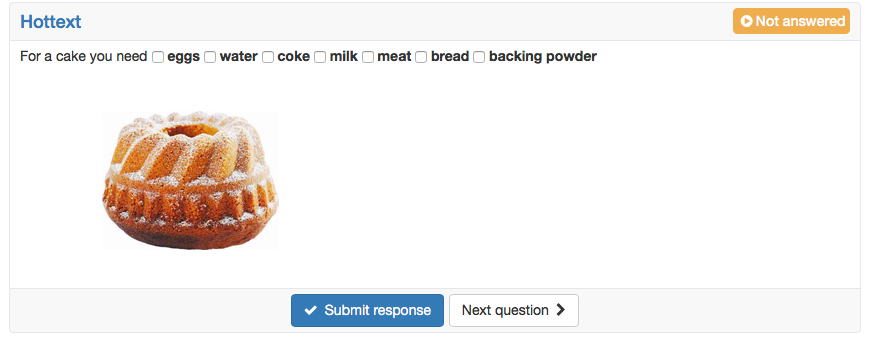 Hottext
Not answered
For a cake you need eggs water coke milk meat bread backing powder
Submit response
Next question